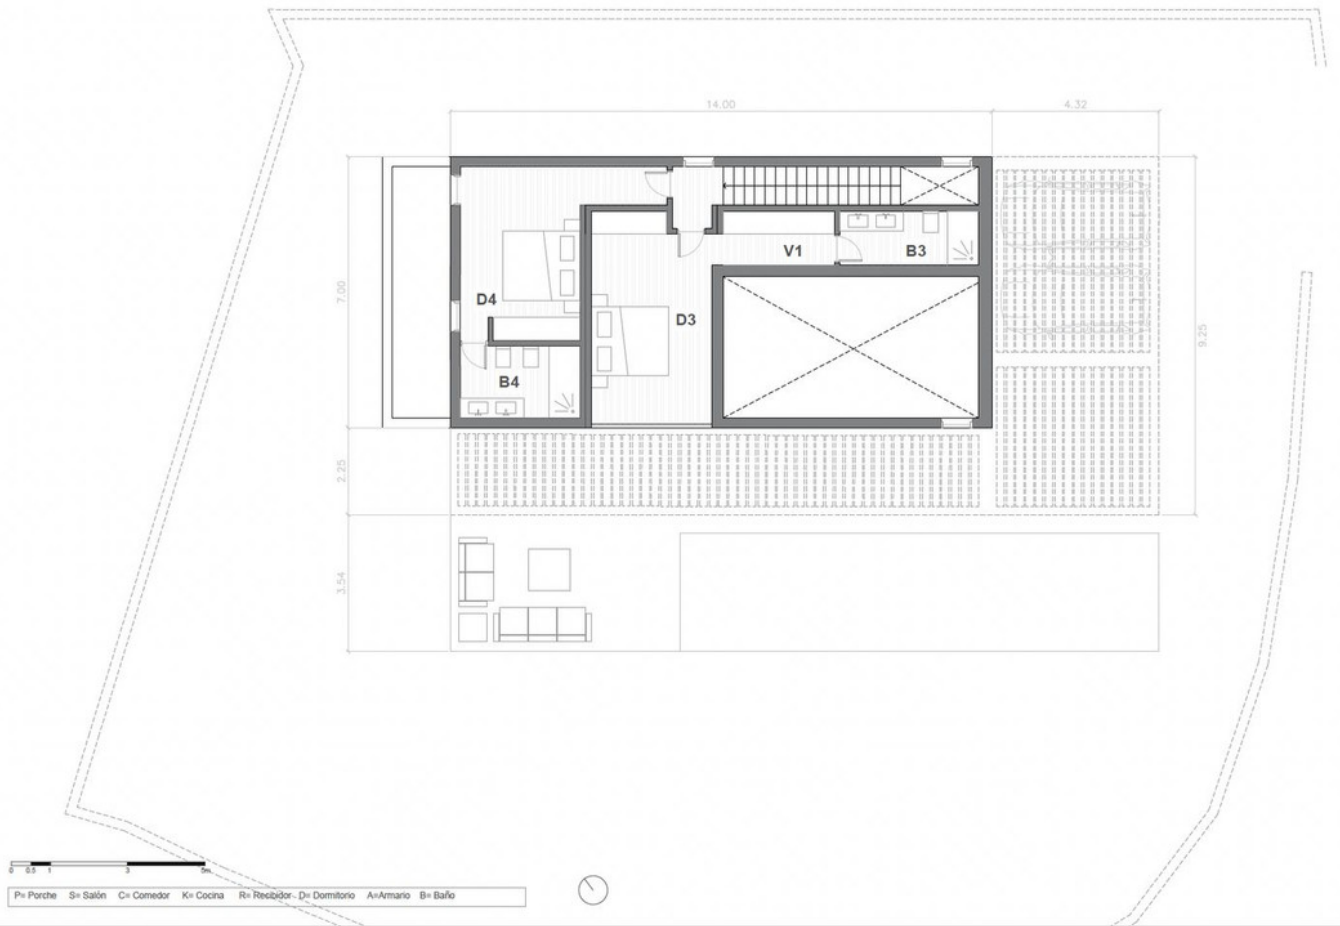 14.00
4.32
7.00
9.25
2.25
3.54
V1
B3
D4
D3
B4
0 0.5 1 3 5m
P= Porche S= Salón C= Comedor K= Cocina R= Recibidor D= Dormitorio A=Armario B= Baño